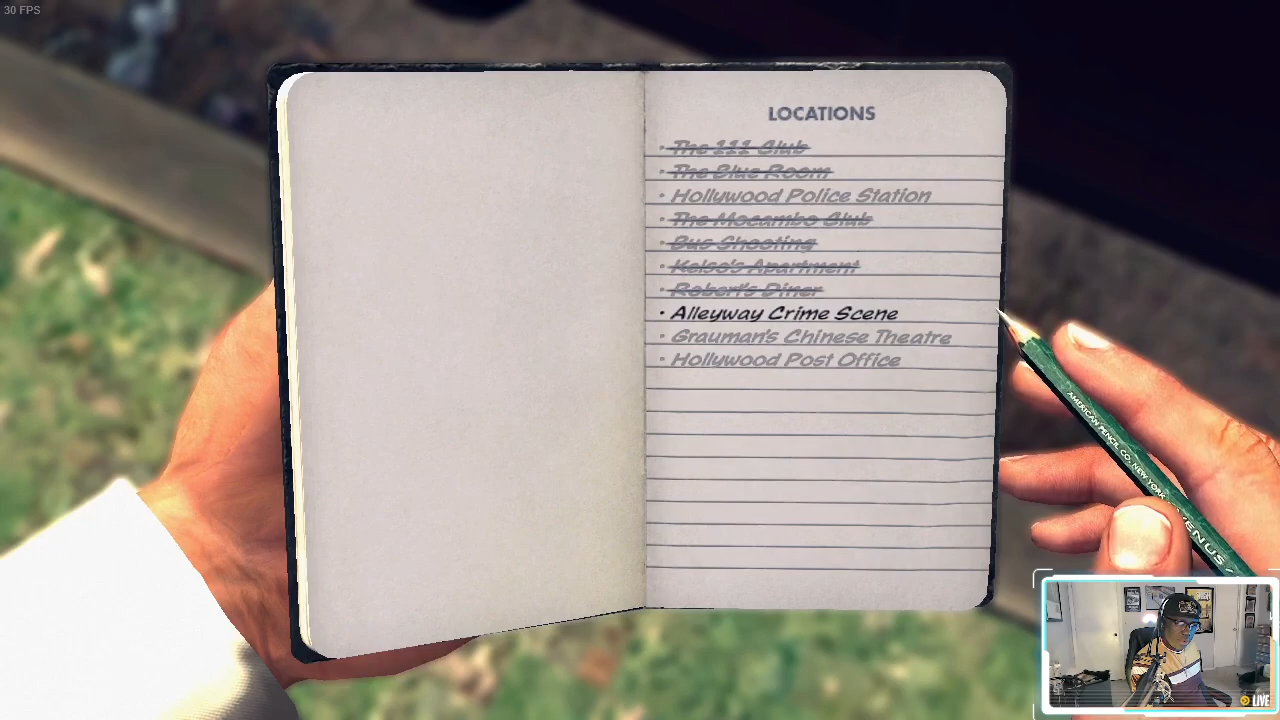 30 FPS
LOCATIONS
· The 111 Club
· The Blue Room
· Hollywood Police Station
· The Mocambo Club
· Bus Shooting
· Kelso's Apartment
· Robert's Diner
· Alleyway Crime Scene
· Grauman's Chinese Theatre
· Hollywood Post Office
AMERICAN PENCIL CO. NEW YORK
VENUS
LIVE